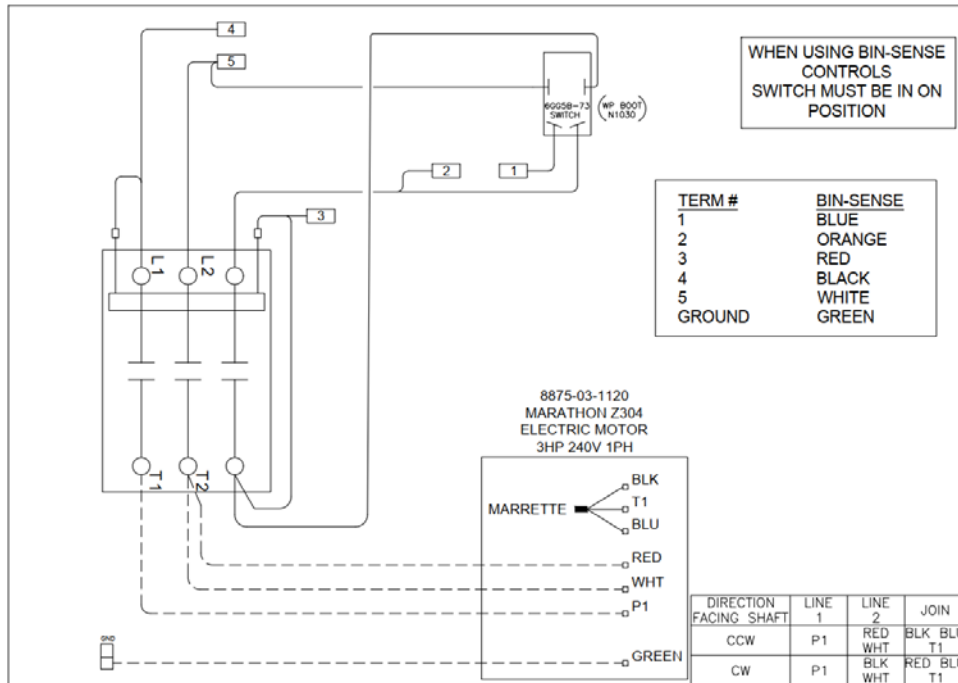 4
5
6GG5B-73
SWITCH
(WP BOOT
N1030)
WHEN USING BIN-SENSE
CONTROLS
SWITCH MUST BE IN ON
POSITION
2
1
3
TERM # BIN-SENSE
1 BLUE
2 ORANGE
3 RED
4 BLACK
5 WHITE
GROUND GREEN
L1
L2
T1
T2
8875-03-1120
MARATHON Z304
ELECTRIC MOTOR
3HP 240V 1PH
BLK
MARRETTE T1
BLU
RED
WHT
P1
GREEN
GND
DIRECTION FACING SHAFT LINE 1 LINE 2 JOIN
CCW P1 RED WHT BLK BLU T1
CW P1 BLK WHT RED BLU T1